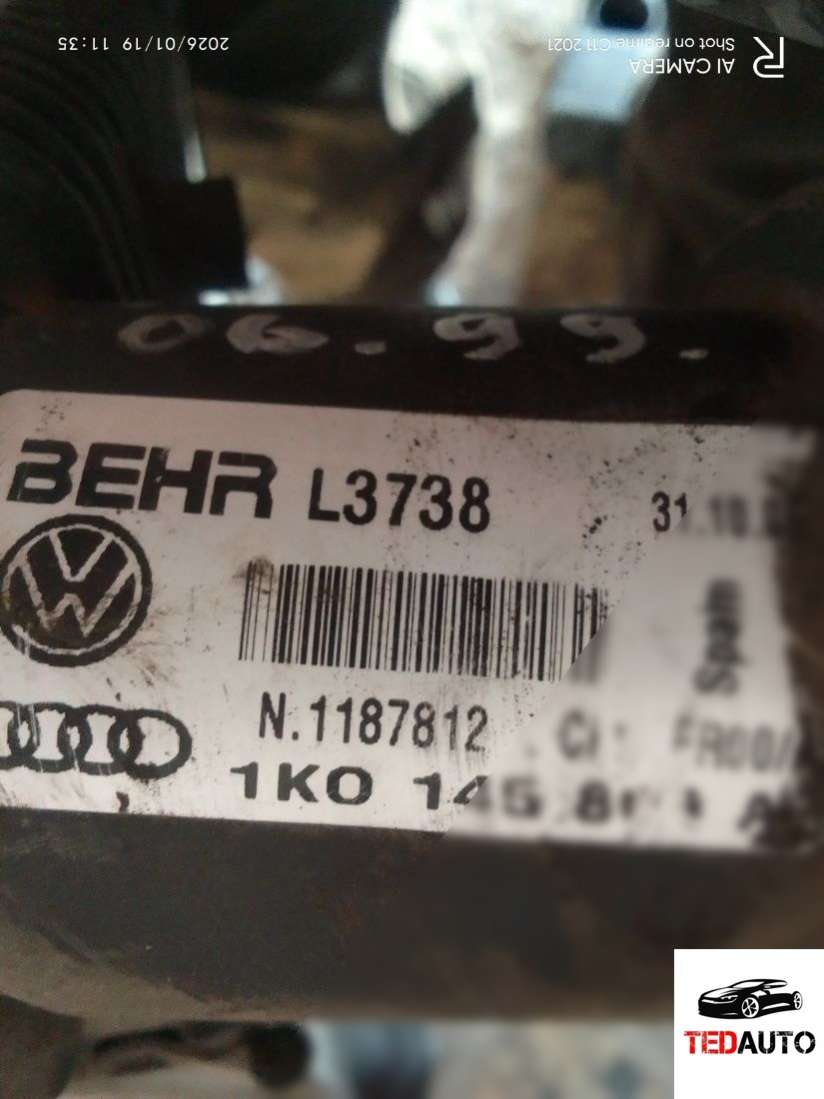 2026/01/19 11:35
Shot on realme C11 2021
AI CAMERA
06.99.
BEHR L3738
Spain
N.1187812
1K0
TEDAUTO